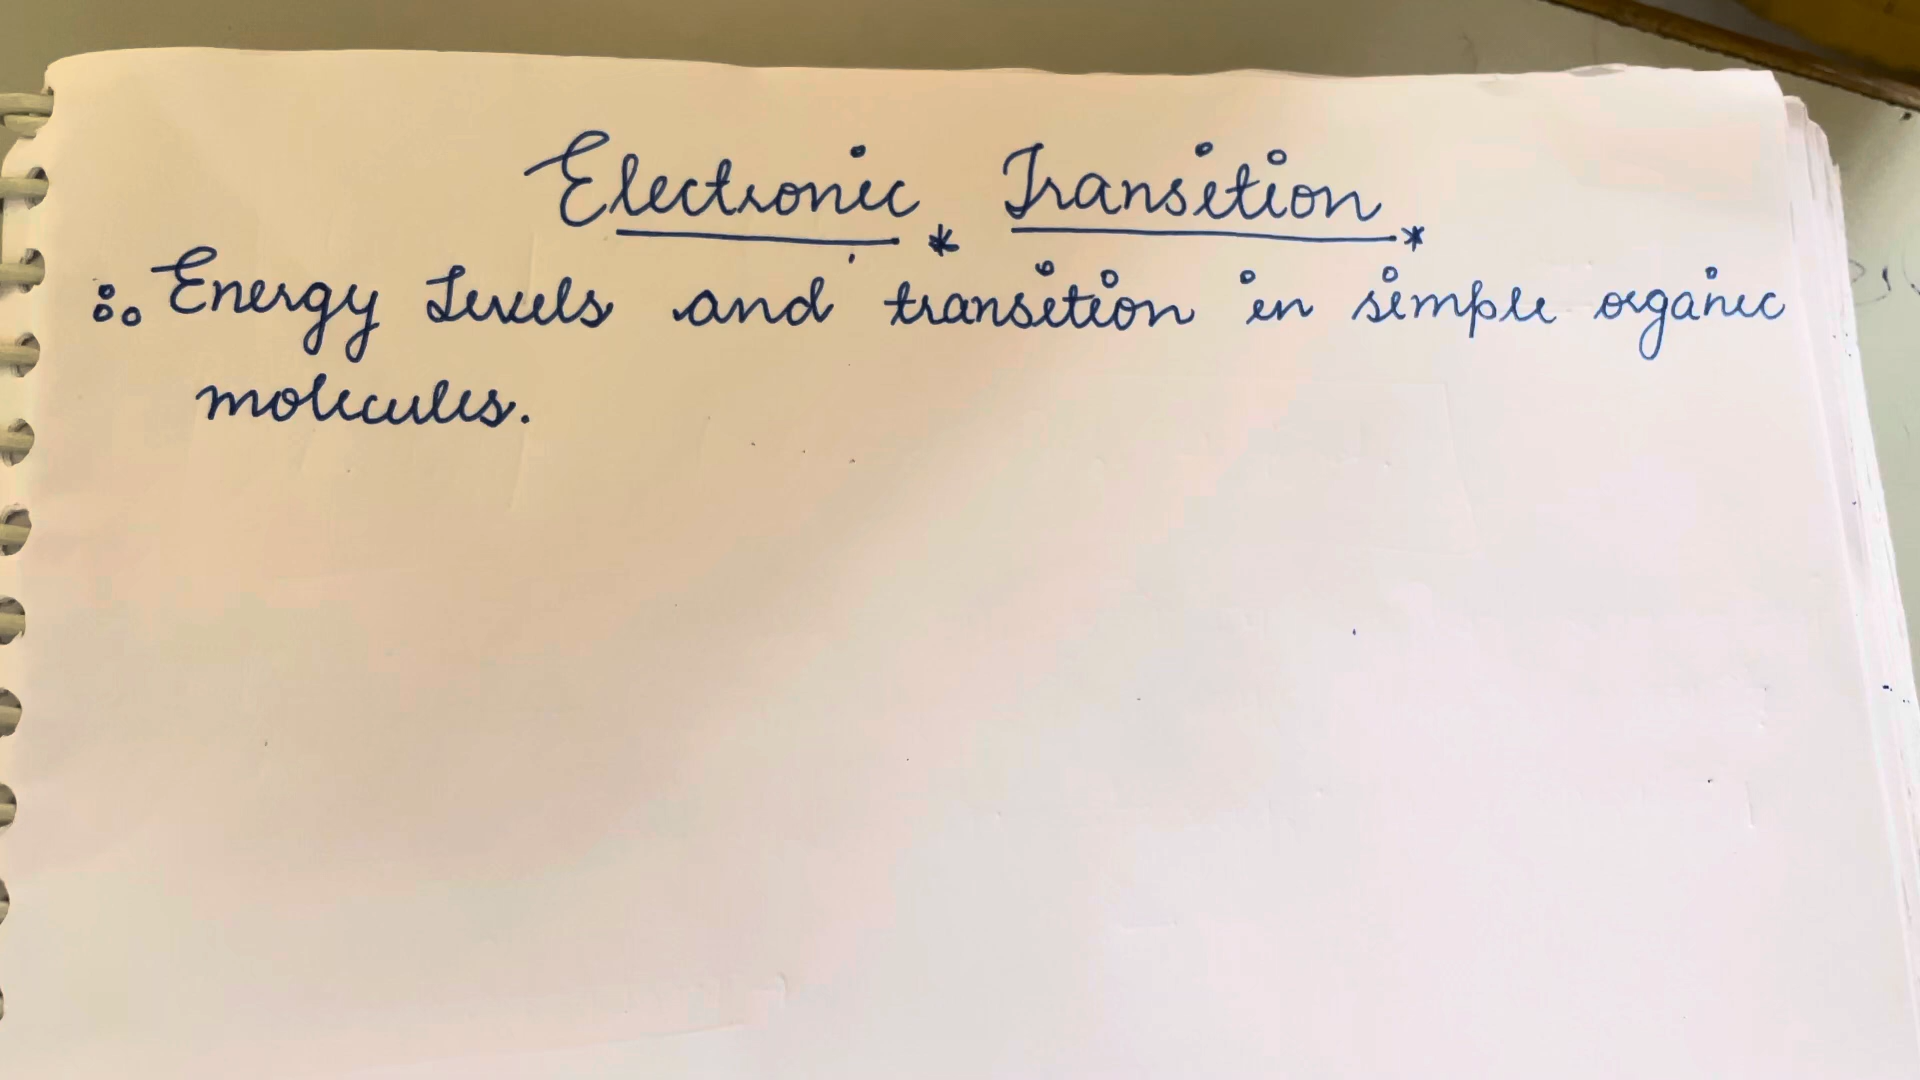 Electronic Transition
Energy Levels and transition in simple organic
molecules.